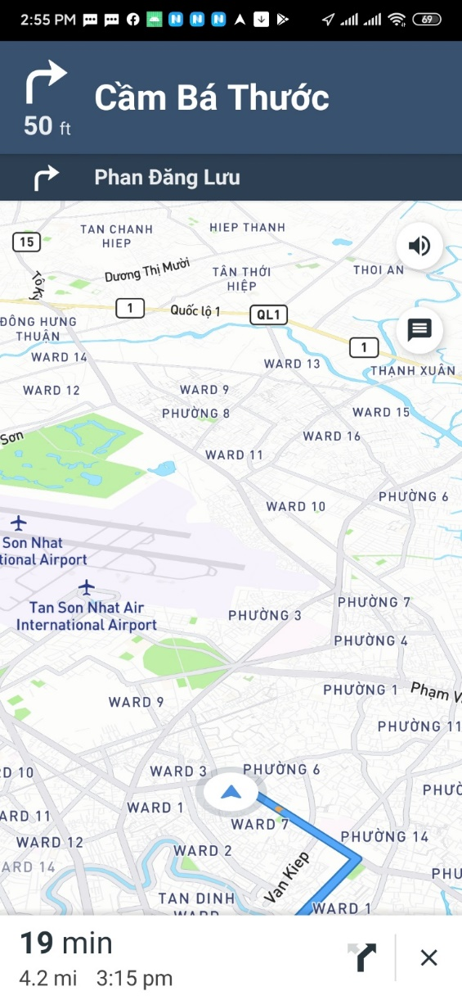 2:55 PM
69
Cầm Bá Thước
50 ft
Phan Đăng Lưu
TAN CHANH
HIEP
HIEP THANH
15
Tô Ký
Dương Thị Mười
TÂN THỚI
HIỆP
THOI AN
1
Quốc lộ 1
QL1
ĐÔNG HƯNG
THUẬN
1
WARD 14
WARD 13
THẠNH XUÂN
WARD 12
WARD 9
PHƯỜNG 8
WARD 15
Sơn
WARD 16
WARD 11
PHƯỜNG 6
WARD 10
Son Nhat
tional Airport
Tan Son Nhat Air
International Airport
PHƯỜNG 3
PHƯỜNG 7
PHƯỜNG 4
PHƯỜNG 1
Phạm V
WARD 9
PHƯỜNG 11
D 10
WARD 3
PHƯỜNG 6
PHƯỜ
WARD 1
ARD 11
WARD 7
WARD 12
PHƯỜNG 14
WARD 2
ARD 14
Van Kiep
PHƯ
TAN DINH
WARD
WARD 1
19 min
4.2 mi 3:15 pm